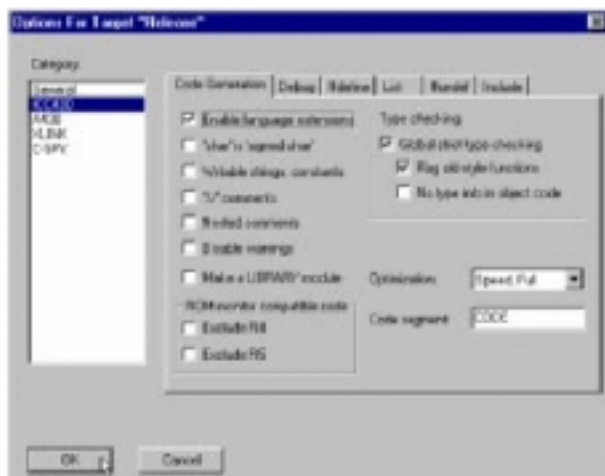 Options For Target "Release"
Category:
General
ICC430
A430
XLINK
C-SPY
Code Generation Debug #define List #undef Include
Enable language extensions
'char' is 'signed char'
Writable strings, constants
'//' comments
Nested comments
Disable warnings
Make a LIBRARY module
ROM-monitor compatible code
Exclude R4
Exclude R5
Type checking
Global strict type checking
Flag old-style functions
No type info in object code
Optimization:
Speed, Full
Code segment:
CODE
OK
Cancel